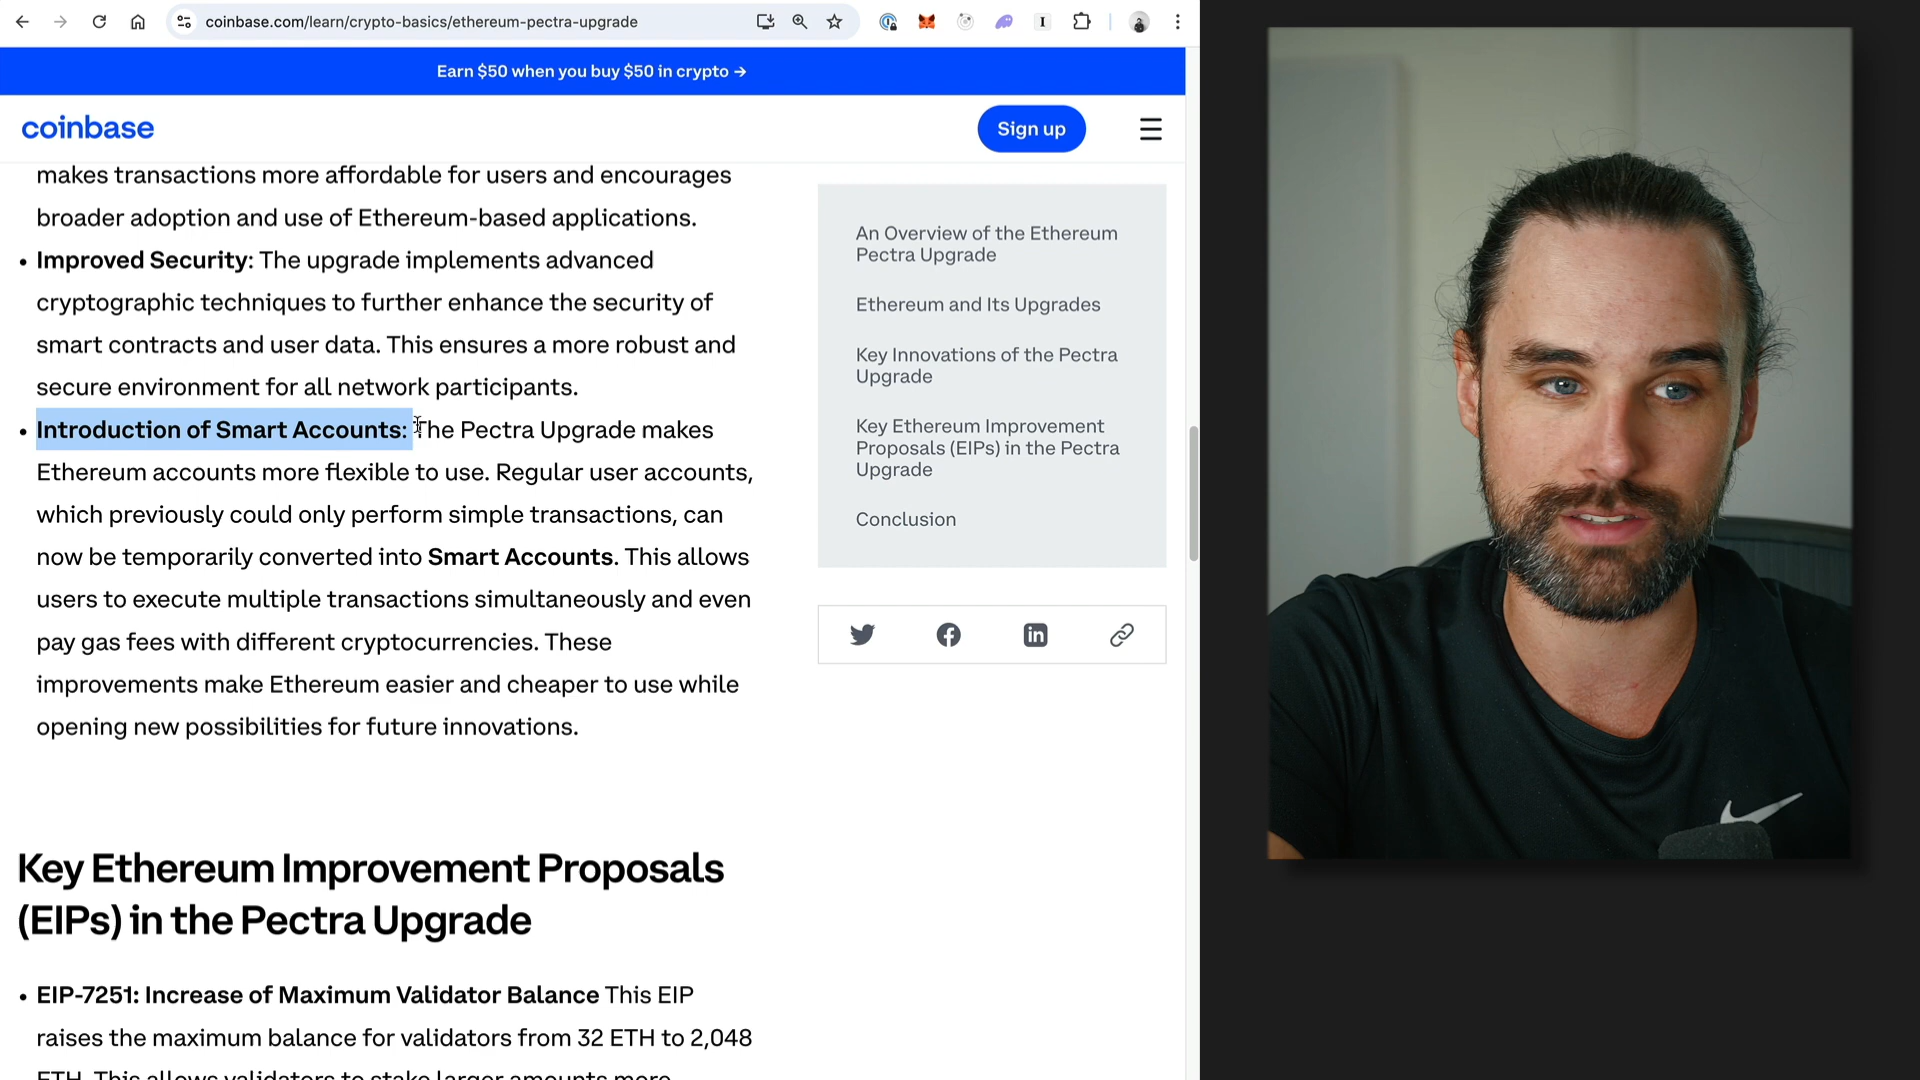 coinbase.com/learn/crypto-basics/ethereum-pectra-upgrade
Earn $50 when you buy $50 in crypto →
coinbase
Sign up
makes transactions more affordable for users and encourages
broader adoption and use of Ethereum-based applications.
• Improved Security: The upgrade implements advanced
cryptographic techniques to further enhance the security of
smart contracts and user data. This ensures a more robust and
secure environment for all network participants.
• Introduction of Smart Accounts: The Pectra Upgrade makes
Ethereum accounts more flexible to use. Regular user accounts,
which previously could only perform simple transactions, can
now be temporarily converted into Smart Accounts. This allows
users to execute multiple transactions simultaneously and even
pay gas fees with different cryptocurrencies. These
improvements make Ethereum easier and cheaper to use while
opening new possibilities for future innovations.
Key Ethereum Improvement Proposals
(EIPs) in the Pectra Upgrade
• EIP-7251: Increase of Maximum Validator Balance This EIP
raises the maximum balance for validators from 32 ETH to 2,048
ETH. This allows validators to stake larger amounts more
An Overview of the Ethereum
Pectra Upgrade
Ethereum and Its Upgrades
Key Innovations of the Pectra
Upgrade
Key Ethereum Improvement
Proposals (EIPs) in the Pectra
Upgrade
Conclusion